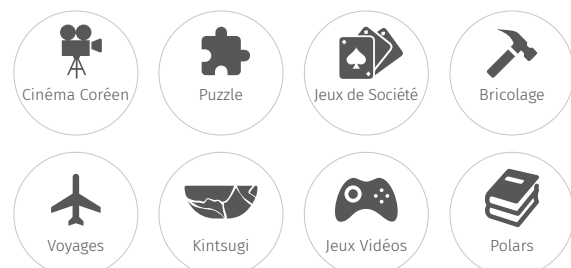 Cinéma Coréen
Puzzle
Jeux de Société
Bricolage
Voyages
Kintsugi
Jeux Vidéos
Polars